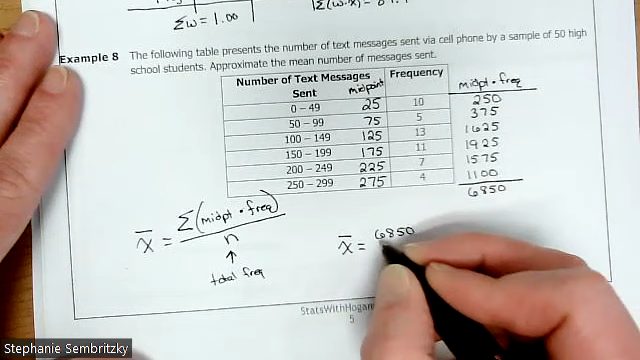 Σw = 1.00
Example 8 The following table presents the number of text messages sent via cell phone by a sample of 50 high
school students. Approximate the mean number of messages sent.
Number of Text Messages Sent midpoint Frequency midpt · freq
0 – 49 25 10 250
50 – 99 75 5 375
100 – 149 125 13 1625
150 – 199 175 11 1925
200 – 249 225 7 1575
250 – 299 275 4 1100
6850
x̄ = Σ(midpt · freq)
n
↑
total freq
x̄ = 6850
StatsWithHogan
5
Stephanie Sembritzky